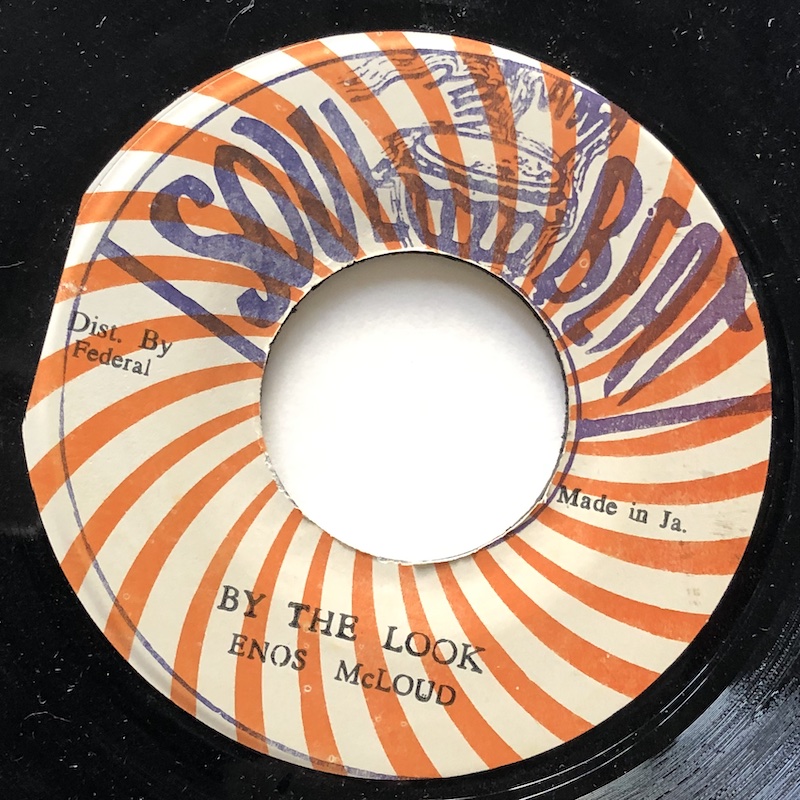 SOUL BEAT
Dist. By
Federal
Made in Ja.
BY THE LOOK
ENOS McLOUD